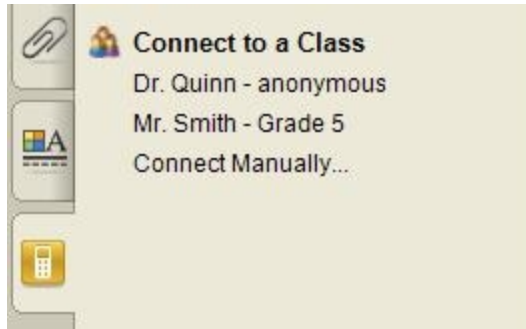 Connect to a Class
Dr. Quinn - anonymous
Mr. Smith - Grade 5
A
Connect Manually...